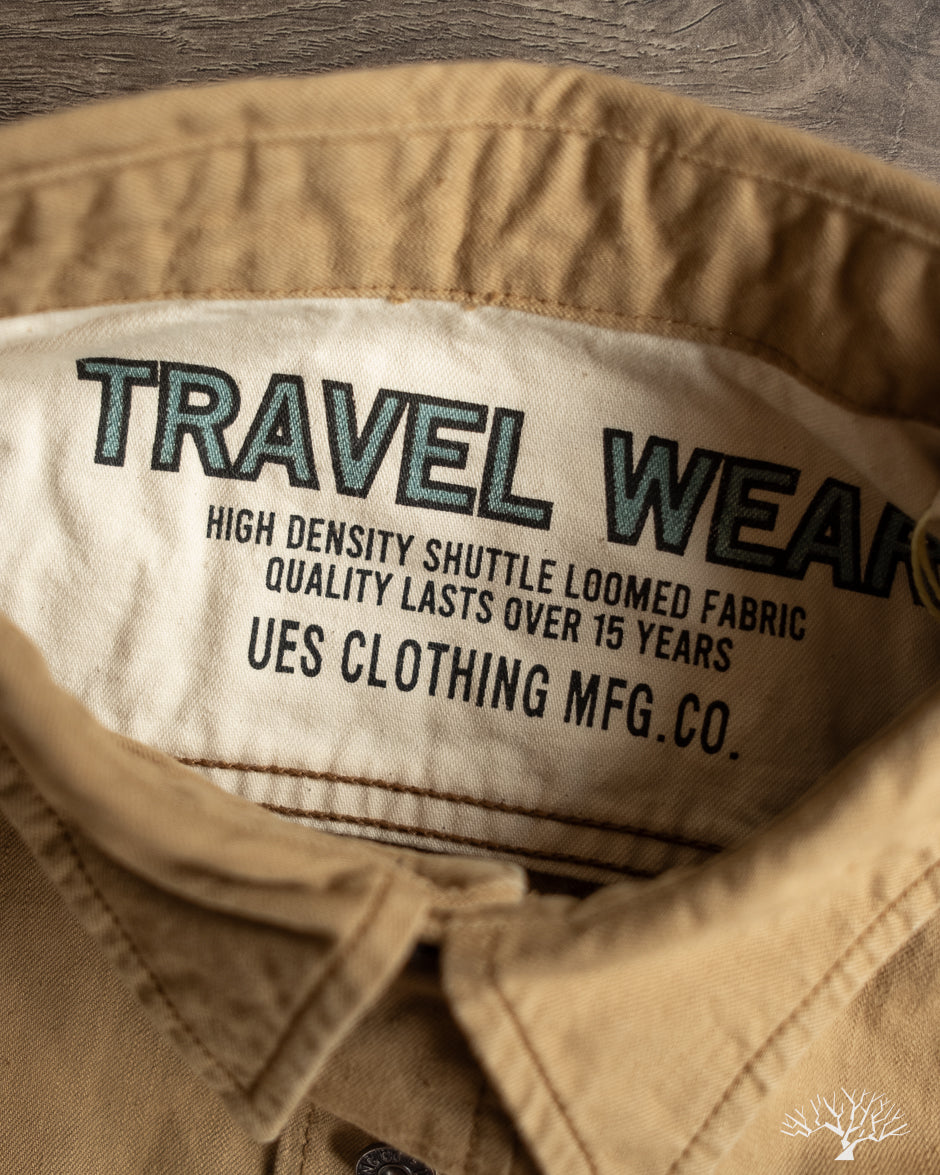 TRAVEL WEAR
HIGH DENSITY SHUTTLE LOOMED FABRIC
QUALITY LASTS OVER 15 YEARS
UES CLOTHING MFG.CO.